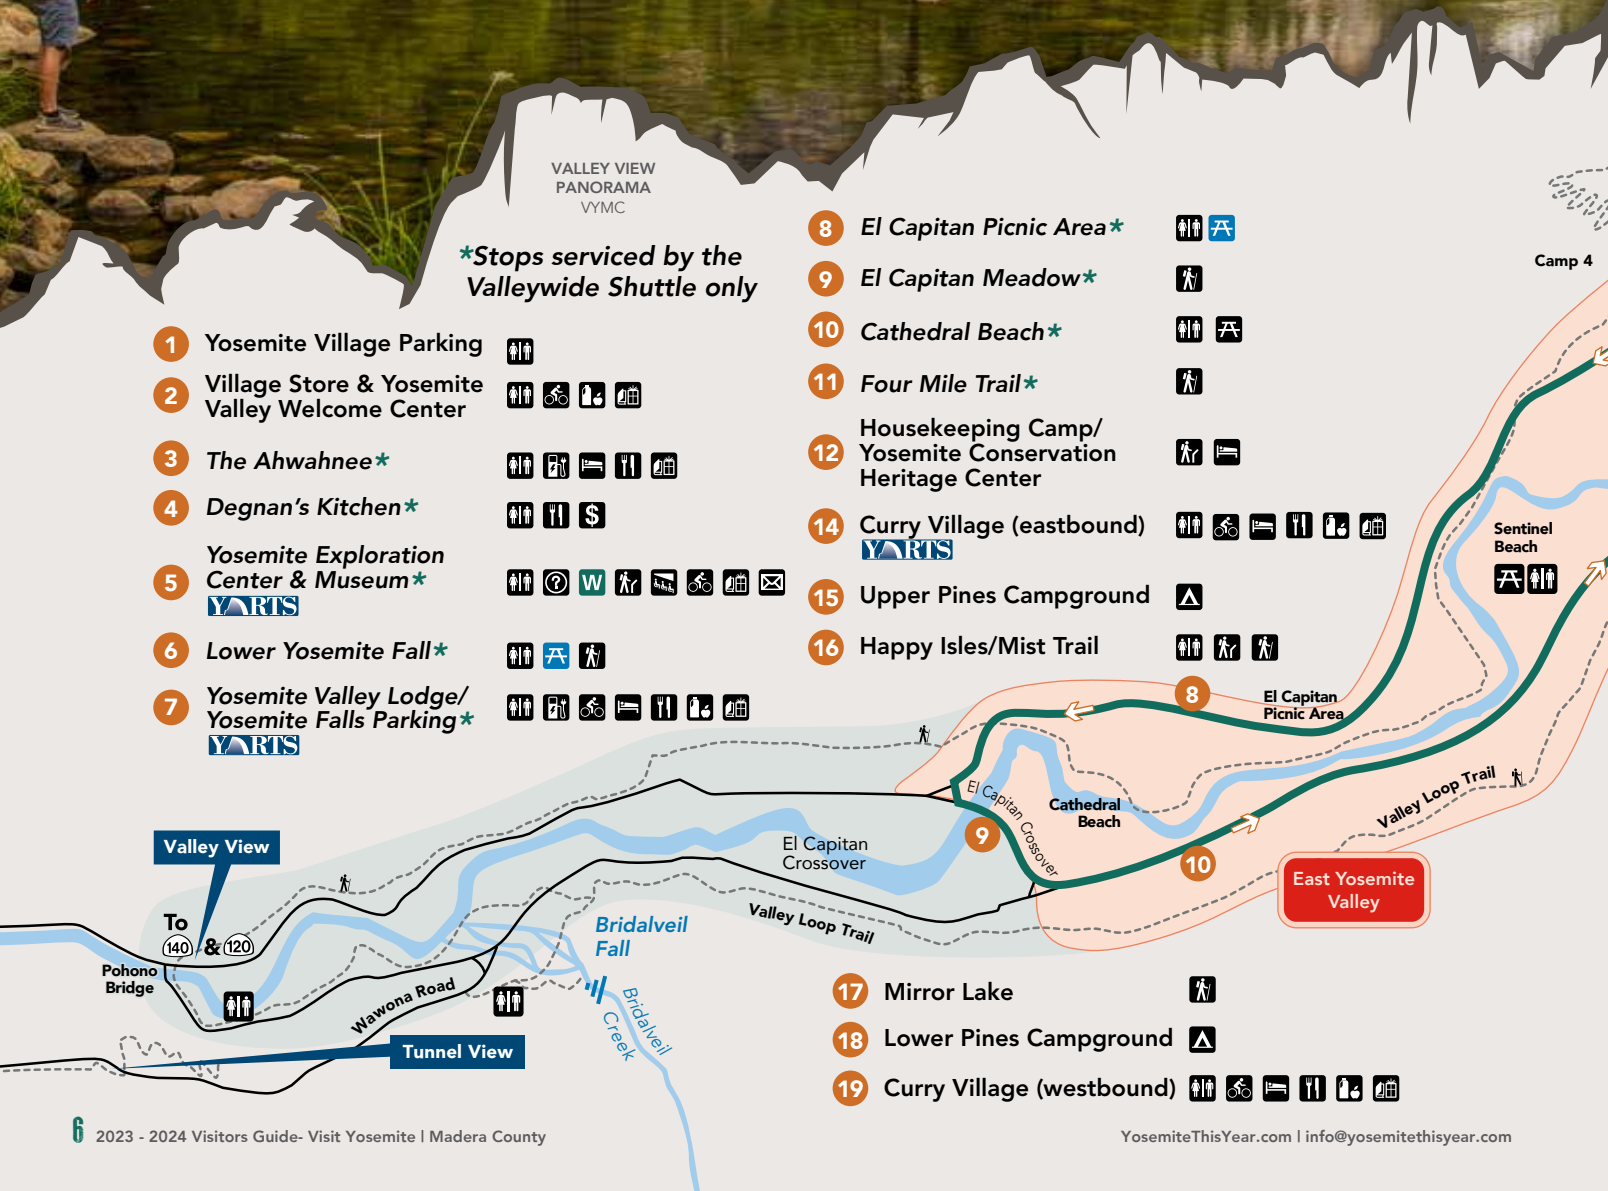 VALLEY VIEW
PANORAMA
VYMC
*Stops serviced by the
Valleywide Shuttle only
1 Yosemite Village Parking
2 Village Store & Yosemite
Valley Welcome Center
3 The Ahwahnee*
4 Degnan's Kitchen*
$
5 Yosemite Exploration
Center & Museum*
YARTS
? W
6 Lower Yosemite Fall*
7 Yosemite Valley Lodge/
Yosemite Falls Parking*
YARTS
8 El Capitan Picnic Area*
9 El Capitan Meadow*
10 Cathedral Beach*
11 Four Mile Trail*
12 Housekeeping Camp/
Yosemite Conservation
Heritage Center
14 Curry Village (eastbound)
YARTS
15 Upper Pines Campground
16 Happy Isles/Mist Trail
Camp 4
Sentinel
Beach
8
El Capitan
Picnic Area
El Capitan Crossover
Cathedral
Beach
9
10
Valley Loop Trail
East Yosemite
Valley
El Capitan
Crossover
Valley Loop Trail
Valley View
To
140 & 120
Pohono
Bridge
Wawona Road
Tunnel View
Bridalveil
Fall
Bridalveil
Creek
17 Mirror Lake
18 Lower Pines Campground
19 Curry Village (westbound)
6 2023 - 2024 Visitors Guide- Visit Yosemite | Madera County
YosemiteThisYear.com | info@yosemitethisyear.com